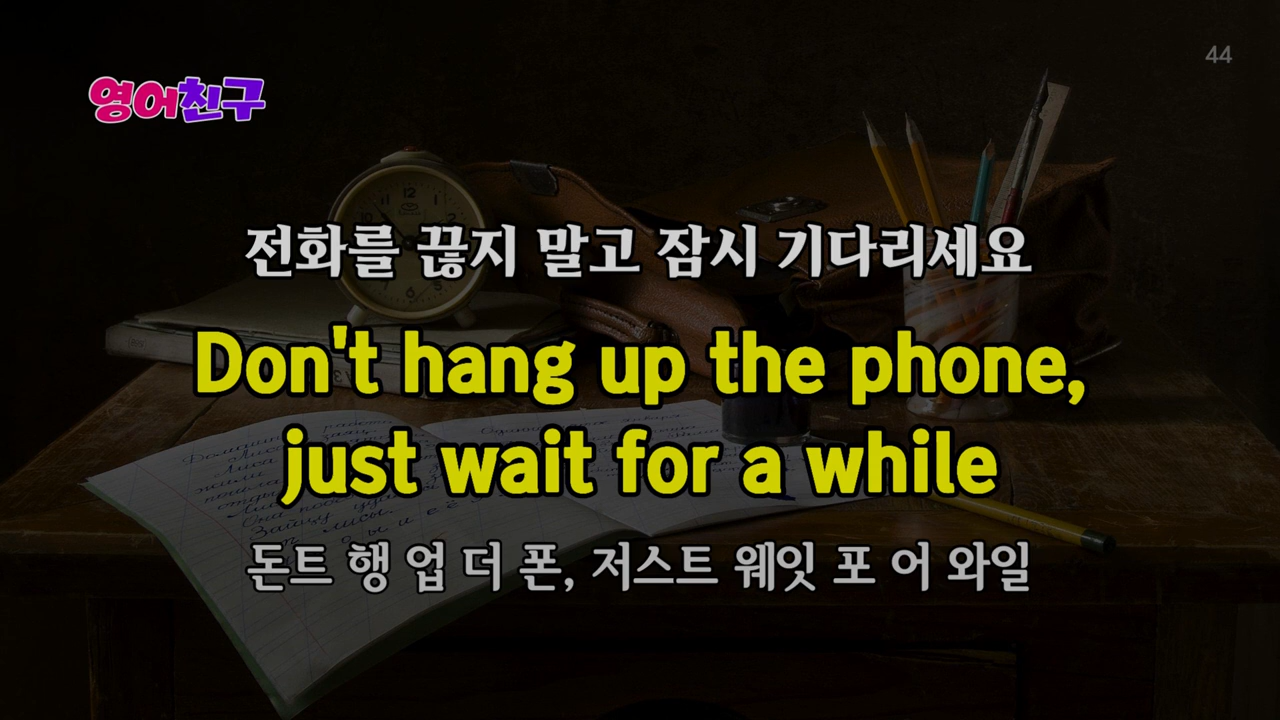 44
영어친구
전화를 끊지 말고 잠시 기다리세요
Don't hang up the phone,
just wait for a while
돈트 행 업 더 폰, 저스트 웨잇 포 어 와일